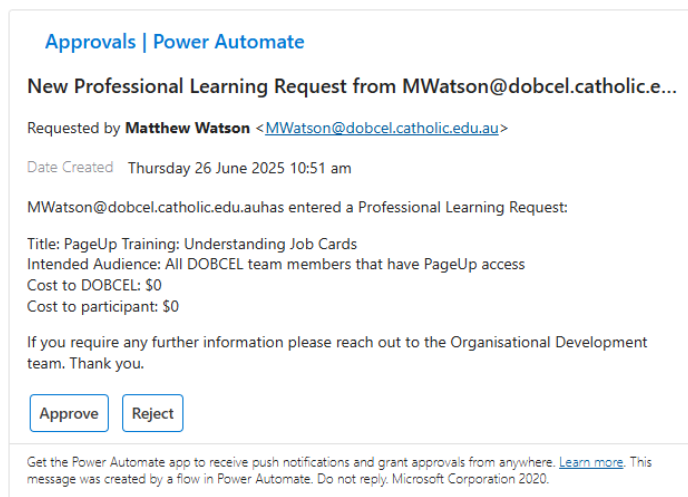 Approvals | Power Automate
New Professional Learning Request from MWatson@dobcel.catholic.e...
Requested by Matthew Watson <MWatson@dobcel.catholic.edu.au>
Date Created Thursday 26 June 2025 10:51 am
MWatson@dobcel.catholic.edu.auhas entered a Professional Learning Request:
Title: PageUp Training: Understanding Job Cards
Intended Audience: All DOBCEL team members that have PageUp access
Cost to DOBCEL: $0
Cost to participant: $0
If you require any further information please reach out to the Organisational Development
team. Thank you.
Approve Reject
Get the Power Automate app to receive push notifications and grant approvals from anywhere. Learn more. This
message was created by a flow in Power Automate. Do not reply. Microsoft Corporation 2020.